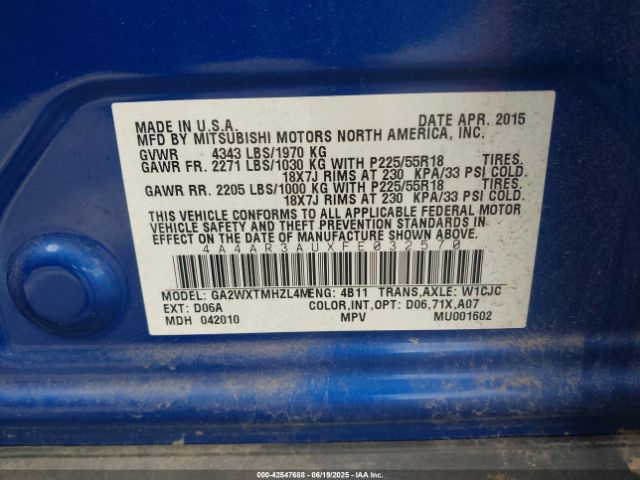 MADE IN U.S.A. DATE APR. 2015
MFD BY MITSUBISHI MOTORS NORTH AMERICA, INC.
GVWR 4343 LBS/1970 KG
GAWR FR. 2271 LBS/1030 KG WITH P225/55R18 TIRES.
18X7J RIMS AT 230 KPA/33 PSI COLD.
GAWR RR. 2205 LBS/1000 KG WITH P225/55R18 TIRES.
18X7J RIMS AT 230 KPA/33 PSI COLD.
THIS VEHICLE CONFORMS TO ALL APPLICABLE FEDERAL MOTOR
VEHICLE SAFETY AND THEFT PREVENTION STANDARDS IN
EFFECT ON THE DATE OF MANUFACTURE SHOWN ABOVE.
4A4AR3AUXFE032570
MODEL: GA2WXTMHZL4MENG: 4B11 TRANS,AXLE: W1CJC
EXT: D06A COLOR,INT,OPT: D06,71X,A07
MDH 042010 MPV MU001602
00-42547688 - 06/19/2025 - IAA Inc.